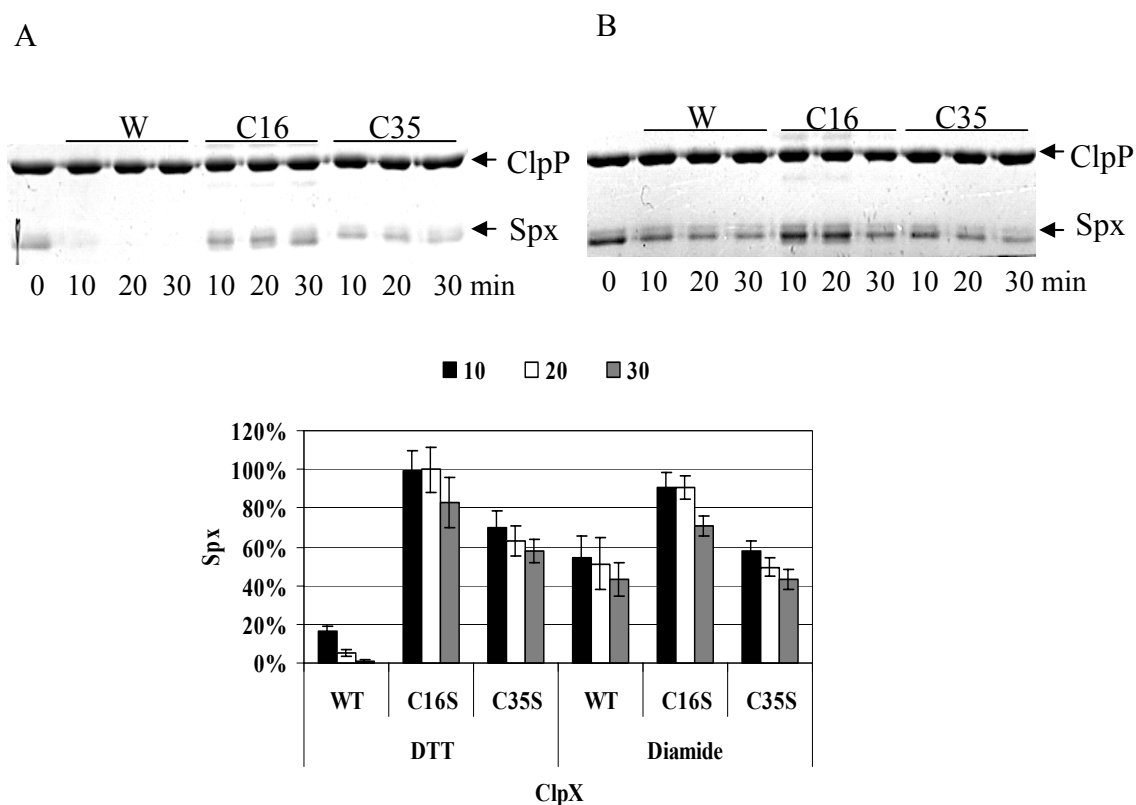 A
B
W C16 C35
ClpP
Spx
0 10 20 30 10 20 30 10 20 30 min
W C16 C35
ClpP
Spx
0 10 20 30 10 20 30 10 20 30 min
10 20 30
120%
100%
80%
60%
40%
20%
0%
Spx
WT C16S C35S WT C16S C35S
DTT Diamide
ClpX